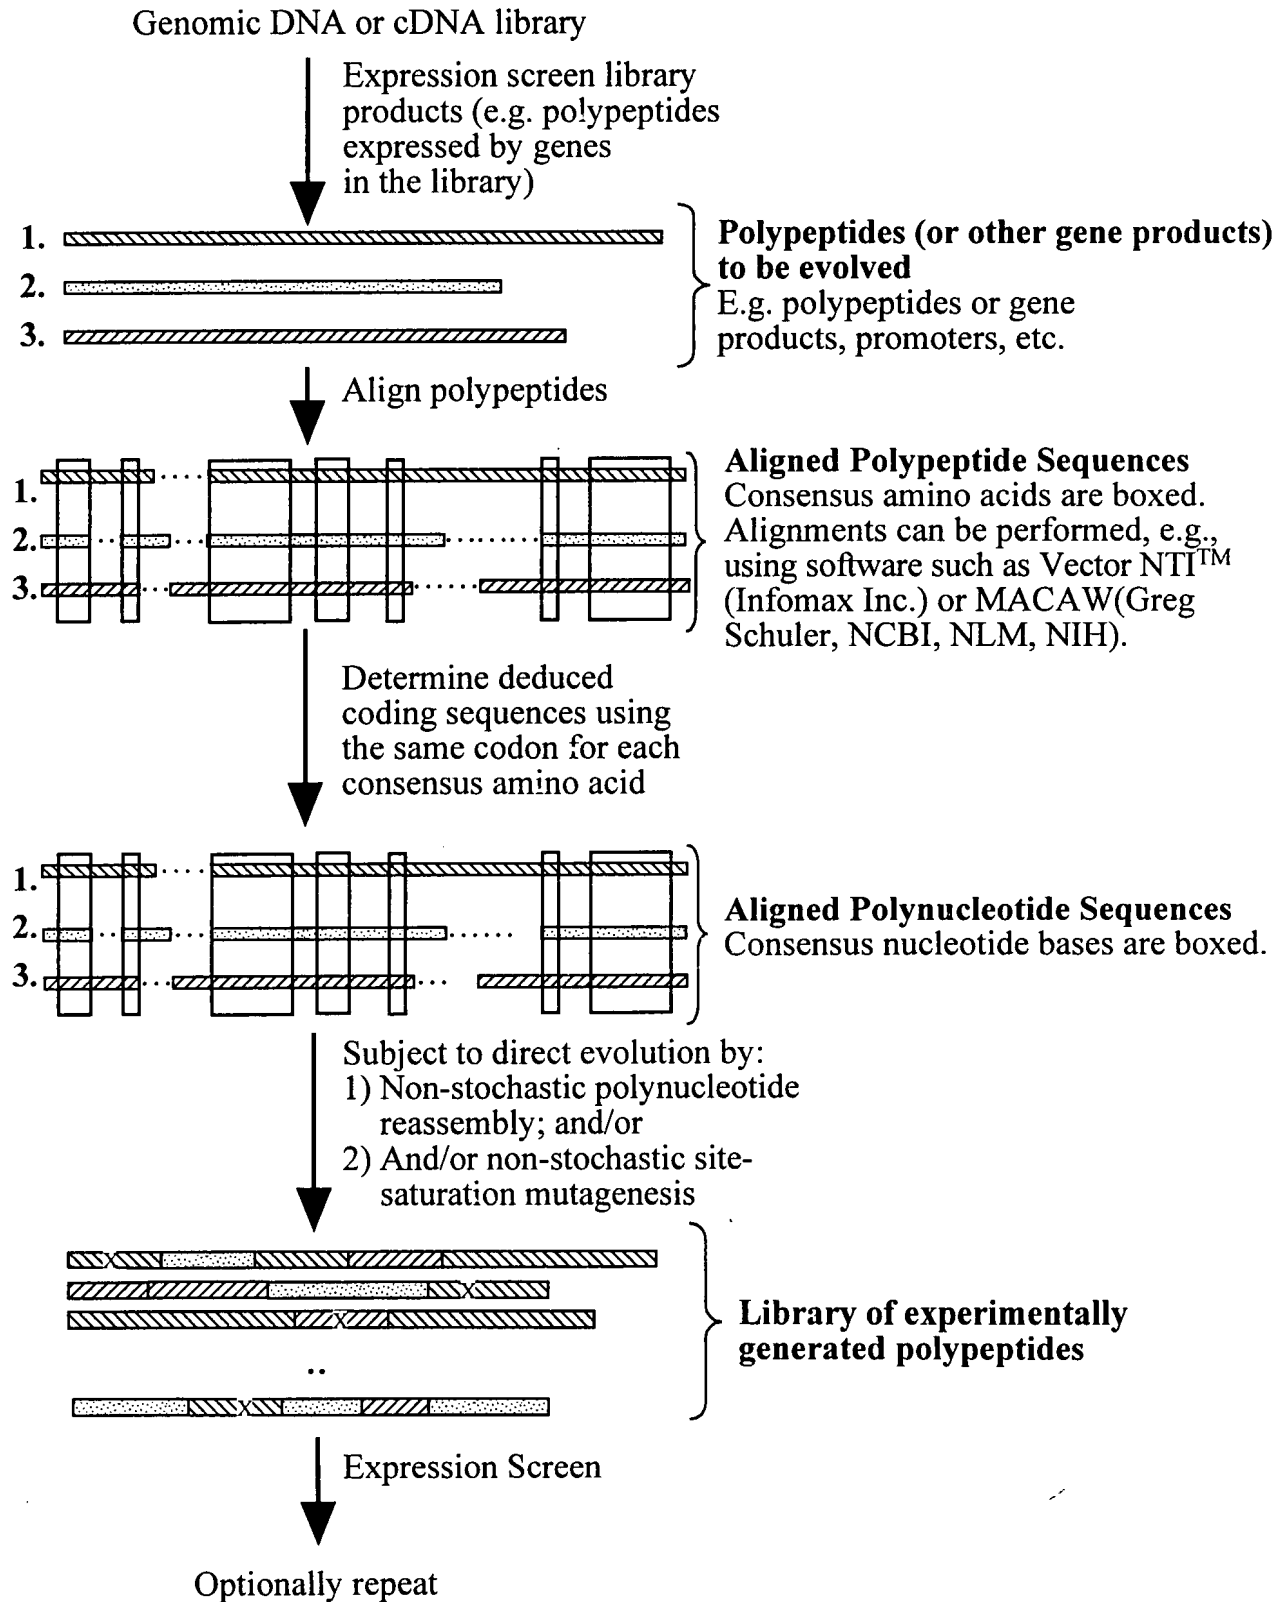 Genomic DNA or cDNA library
Expression screen library
products (e.g. polypeptides
expressed by genes
in the library)
1.
2.
3.
Polypeptides (or other gene products)
to be evolved
E.g. polypeptides or gene
products, promoters, etc.
Align polypeptides
1.
2.
3.
Aligned Polypeptide Sequences
Consensus amino acids are boxed.
Alignments can be performed, e.g.,
using software such as Vector NTI™
(Infomax Inc.) or MACAW(Greg
Schuler, NCBI, NLM, NIH).
Determine deduced
coding sequences using
the same codon for each
consensus amino acid
1.
2.
3.
Aligned Polynucleotide Sequences
Consensus nucleotide bases are boxed.
Subject to direct evolution by:
1) Non-stochastic polynucleotide
reassembly; and/or
2) And/or non-stochastic site-
saturation mutagenesis
X
X
X
X
Library of experimentally
generated polypeptides
Expression Screen
Optionally repeat